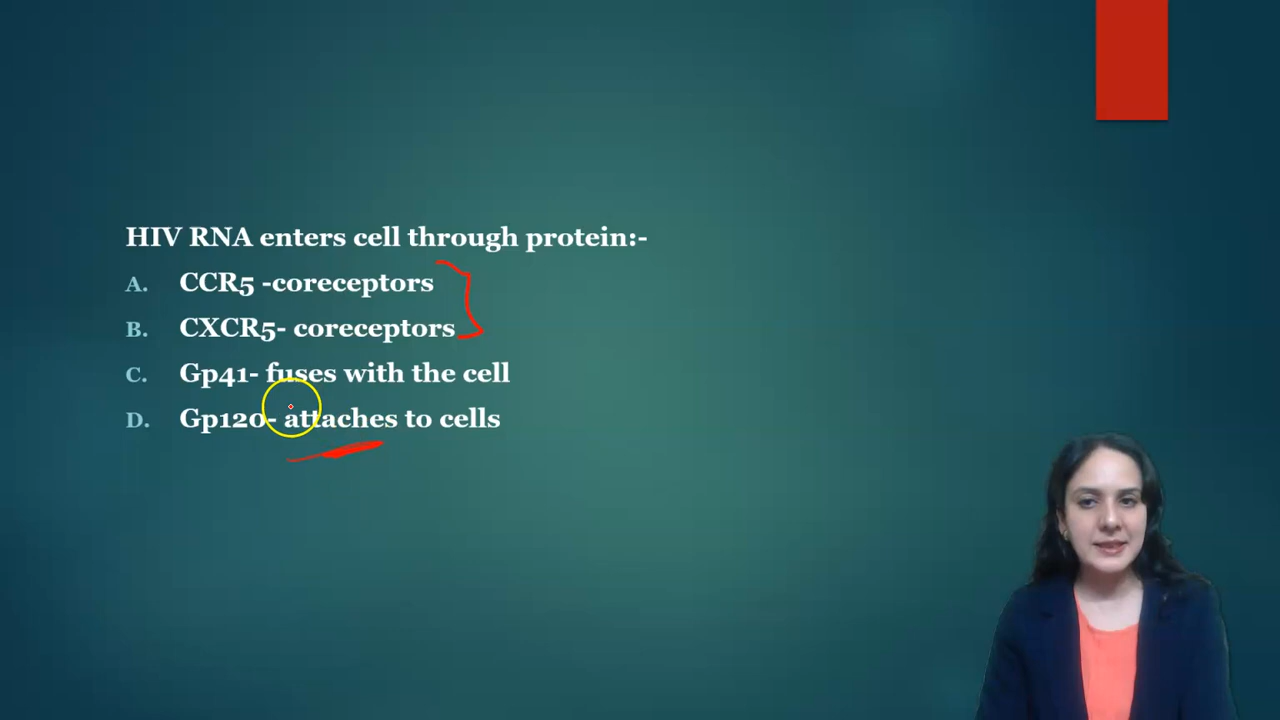 HIV RNA enters cell through protein:-
A. CCR5 -coreceptors
B. CXCR5- coreceptors
C. Gp41- fuses with the cell
D. Gp120- attaches to cells